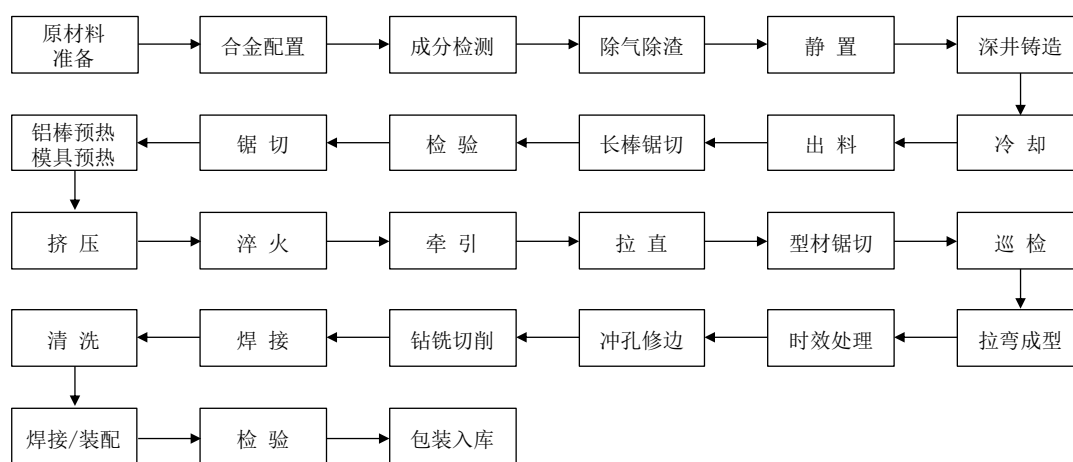 原材料
准备
合金配置
成分检测
除气除渣
静 置
深井铸造
铝棒预热
模具预热
锯 切
检 验
长棒锯切
出 料
冷 却
挤 压
淬 火
牵 引
拉 直
型材锯切
巡 检
清 洗
焊 接
钻铣切削
冲孔修边
时效处理
拉弯成型
焊接/装配
检 验
包装入库